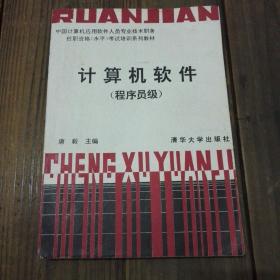 RUANJIAN
中国计算机应用软件人员专业技术职务
任职资格(水平)考试培训系列教材
计算机软件
(程序员级)
唐毅 主编
清华大学出版社
CHENGXUYUANJI